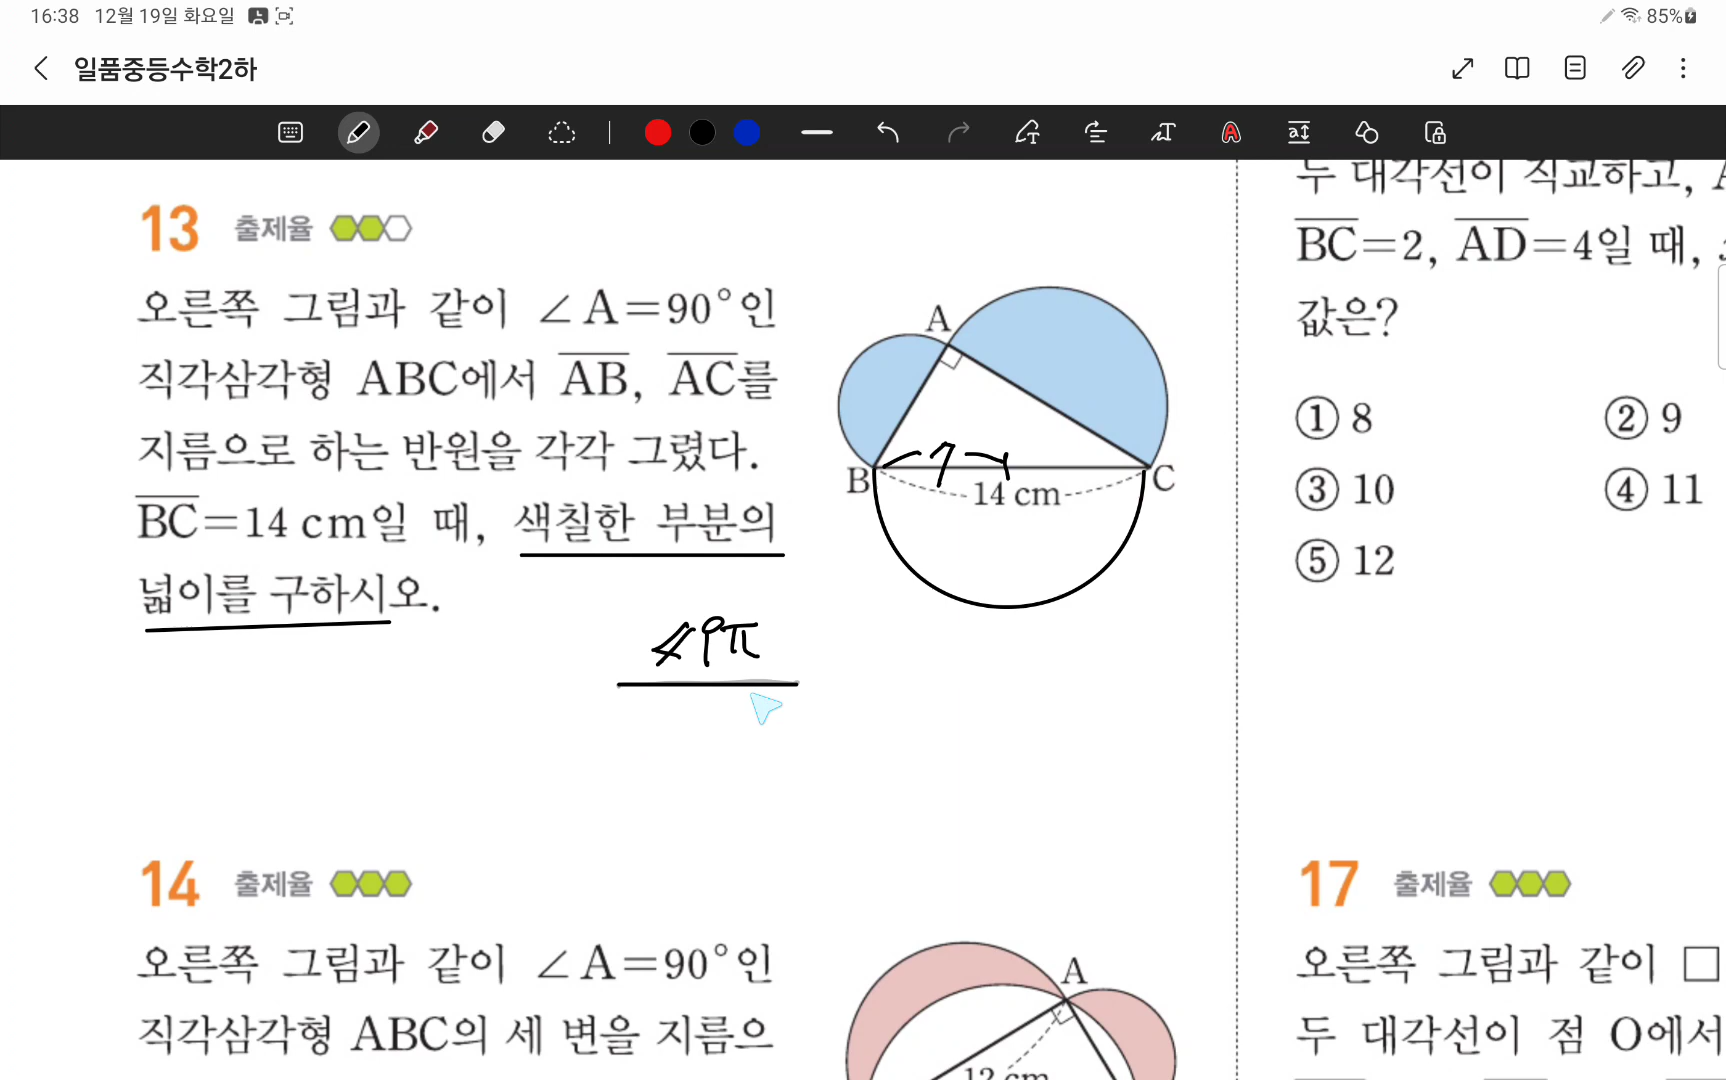 16:38 12월 19일 화요일
85%
일품중등수학2하
13 출제율
오른쪽 그림과 같이 ∠A=90°인
직각삼각형 ABC에서 AB, AC를
지름으로 하는 반원을 각각 그렸다.
BC=14 cm일 때, 색칠한 부분의
넓이를 구하시오.
A
B
C
7
14 cm
49π
14 출제율
오른쪽 그림과 같이 ∠A=90°인
직각삼각형 ABC의 세 변을 지름으
A
12 cm
두 대각선이 직교하고,
BC=2, AD=4일 때,
값은?
① 8 ② 9
③ 10 ④ 11
⑤ 12
17 출제율
오른쪽 그림과 같이 □
두 대각선이 점 O에서